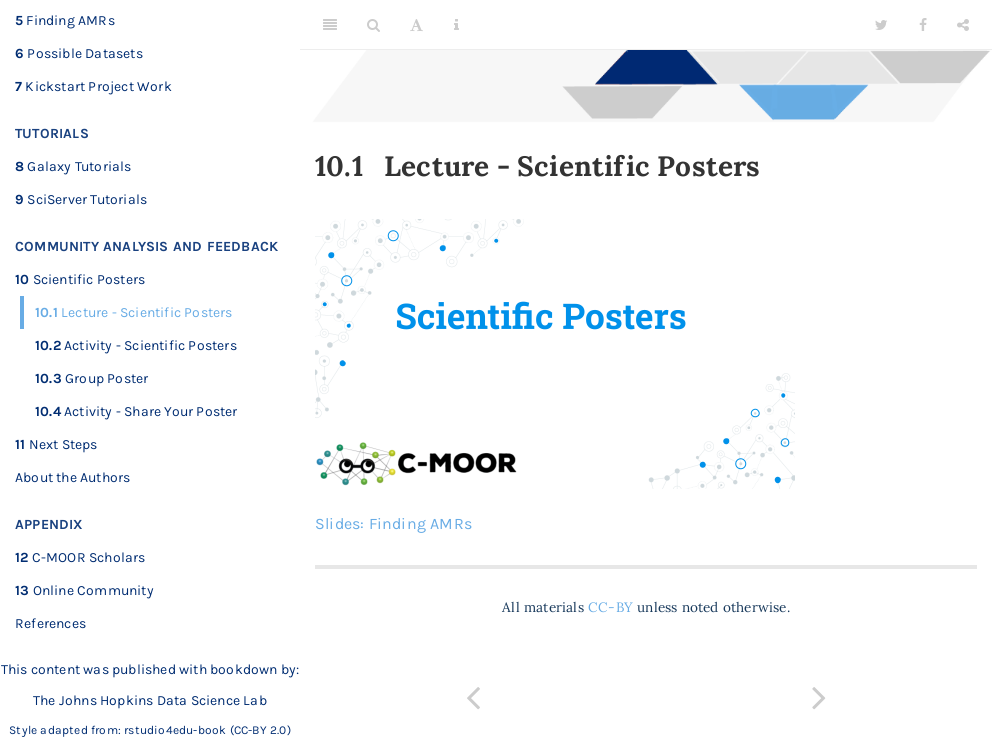 5 Finding AMRs
6 Possible Datasets
7 Kickstart Project Work
TUTORIALS
8 Galaxy Tutorials
9 SciServer Tutorials
COMMUNITY ANALYSIS AND FEEDBACK
10 Scientific Posters
10.1 Lecture - Scientific Posters
10.2 Activity - Scientific Posters
10.3 Group Poster
10.4 Activity - Share Your Poster
11 Next Steps
About the Authors
APPENDIX
12 C-MOOR Scholars
13 Online Community
References
This content was published with bookdown by:
The Johns Hopkins Data Science Lab
Style adapted from: rstudio4edu-book (CC-BY 2.0)
10.1 Lecture - Scientific Posters
Scientific Posters
C-MOOR
Slides: Finding AMRs
All materials CC-BY unless noted otherwise.